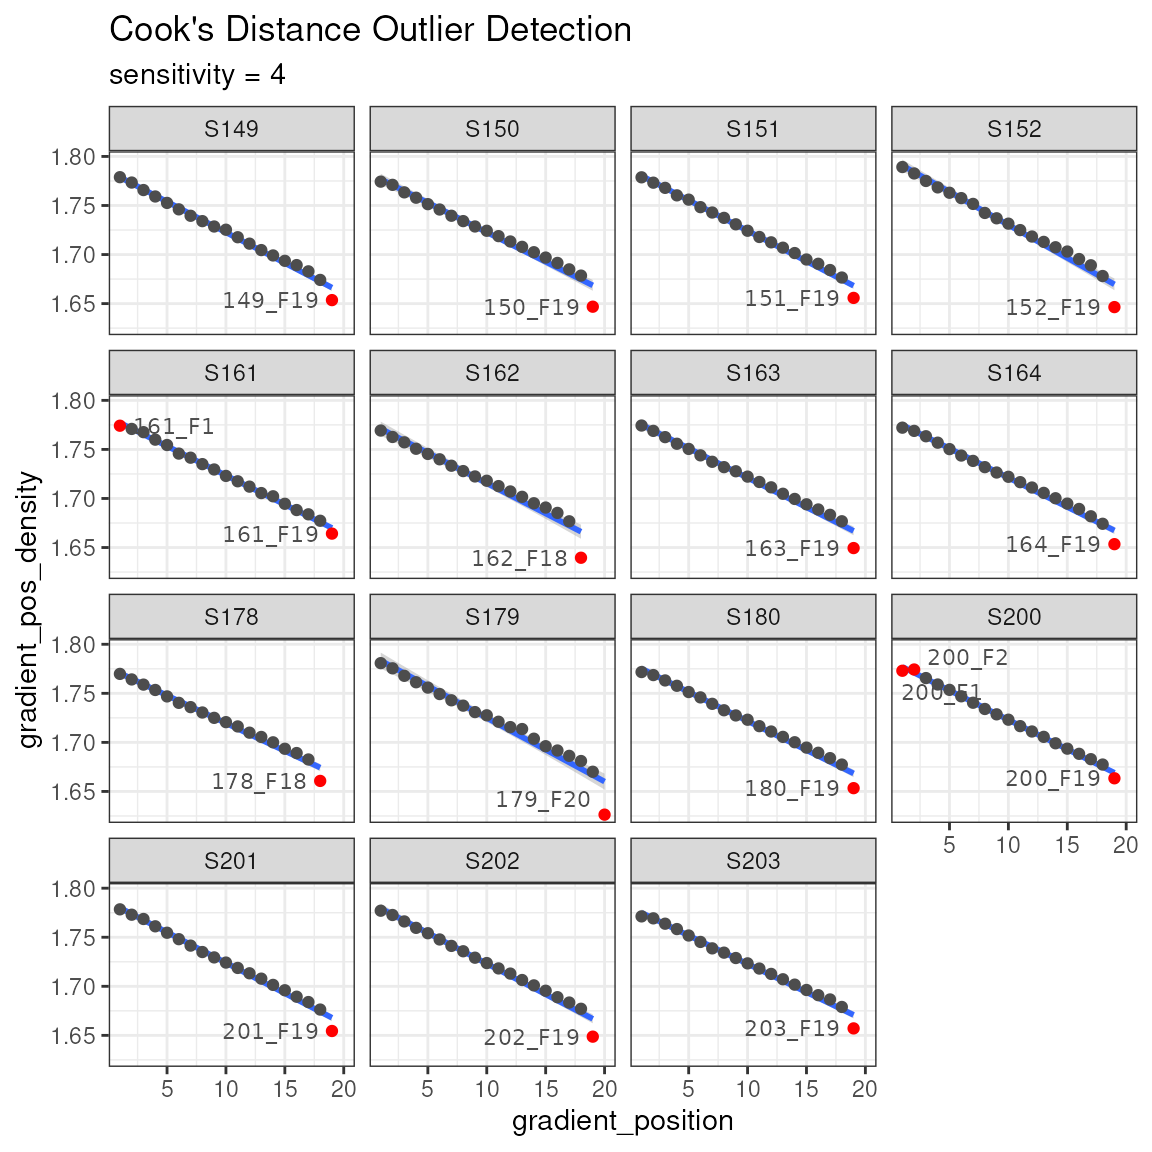 Cook's Distance Outlier Detection
sensitivity = 4
S149 S150 S151 S152
1.80
1.75
1.70
1.65
149_F19 150_F19 151_F19 152_F19
S161 S162 S163 S164
1.80
1.75
1.70
1.65
161_F1
161_F19 162_F18 163_F19 164_F19
S178 S179 S180 S200
1.80
1.75
1.70
1.65
200_F2
200_F1
178_F18 179_F20 180_F19 200_F19
5 10 15 20
S201 S202 S203
1.80
1.75
1.70
1.65
201_F19 202_F19 203_F19
5 10 15 20 5 10 15 20 5 10 15 20
gradient_position
gradient_pos_density